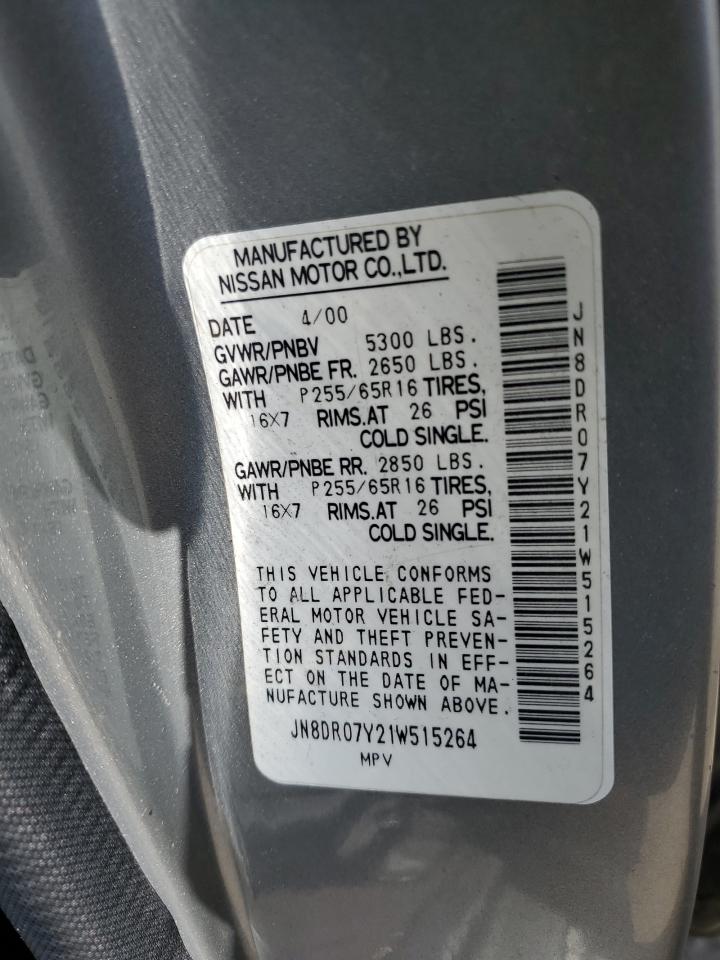 MANUFACTURED BY
NISSAN MOTOR CO.,LTD.
DATE 4/00
GVWR/PNBV 5300 LBS.
GAWR/PNBE FR. 2650 LBS.
WITH P255/65R16 TIRES,
16X7 RIMS.AT 26 PSI
COLD SINGLE.
GAWR/PNBE RR. 2850 LBS.
WITH P255/65R16 TIRES,
16X7 RIMS.AT 26 PSI
COLD SINGLE.
THIS VEHICLE CONFORMS
TO ALL APPLICABLE FED-
ERAL MOTOR VEHICLE SA-
FETY AND THEFT PREVEN-
TION STANDARDS IN EFF-
ECT ON THE DATE OF MA-
NUFACTURE SHOWN ABOVE.
JN8DR07Y21W515264
MPV
JN8DR07Y21W515264